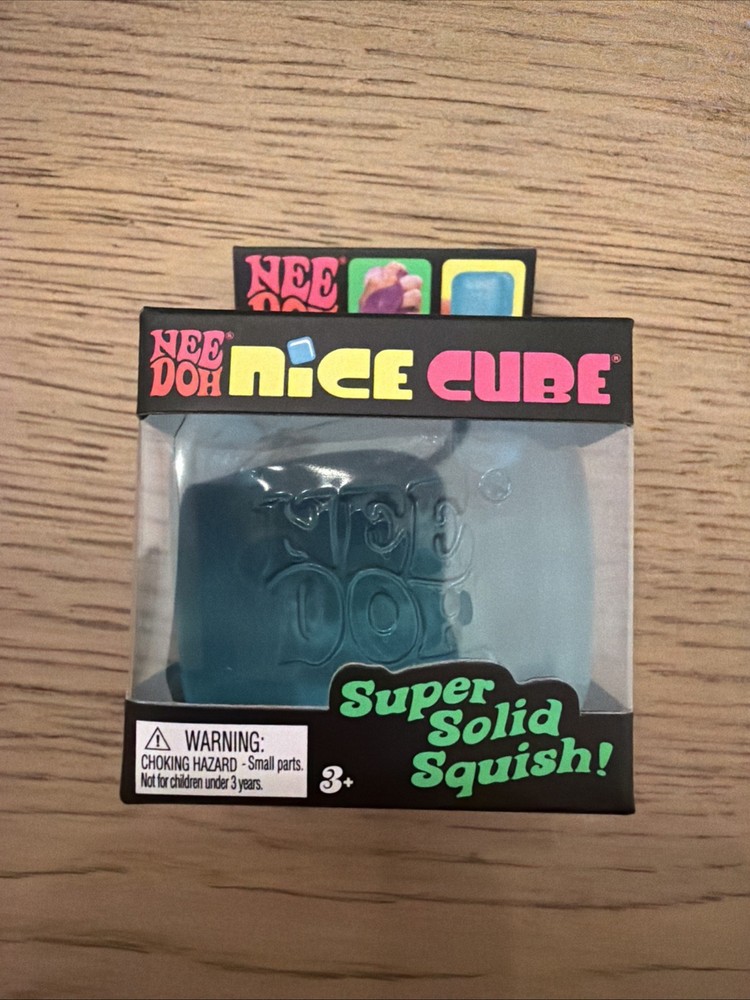 NEE®
DOH
NEE®
DOH
NICE CUBE®
NEE
DOH
Super
Solid
Squish!
⚠ WARNING:
CHOKING HAZARD - Small parts.
Not for children under 3 years.
3+